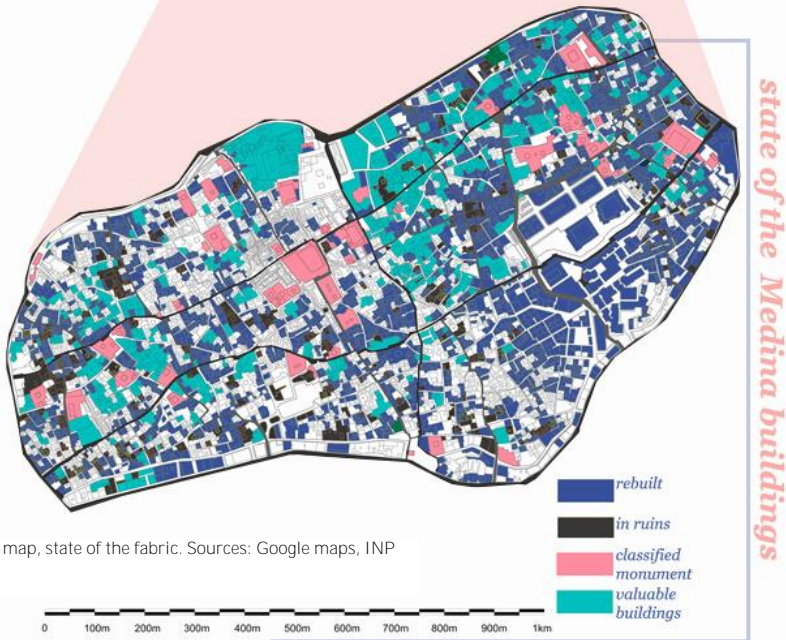 state of the Medina buildings
rebuilt
in ruins
classified
monument
valuable
buildings
map, state of the fabric. Sources: Google maps, INP
0 100m 200m 300m 400m 500m 600m 700m 800m 900m 1km